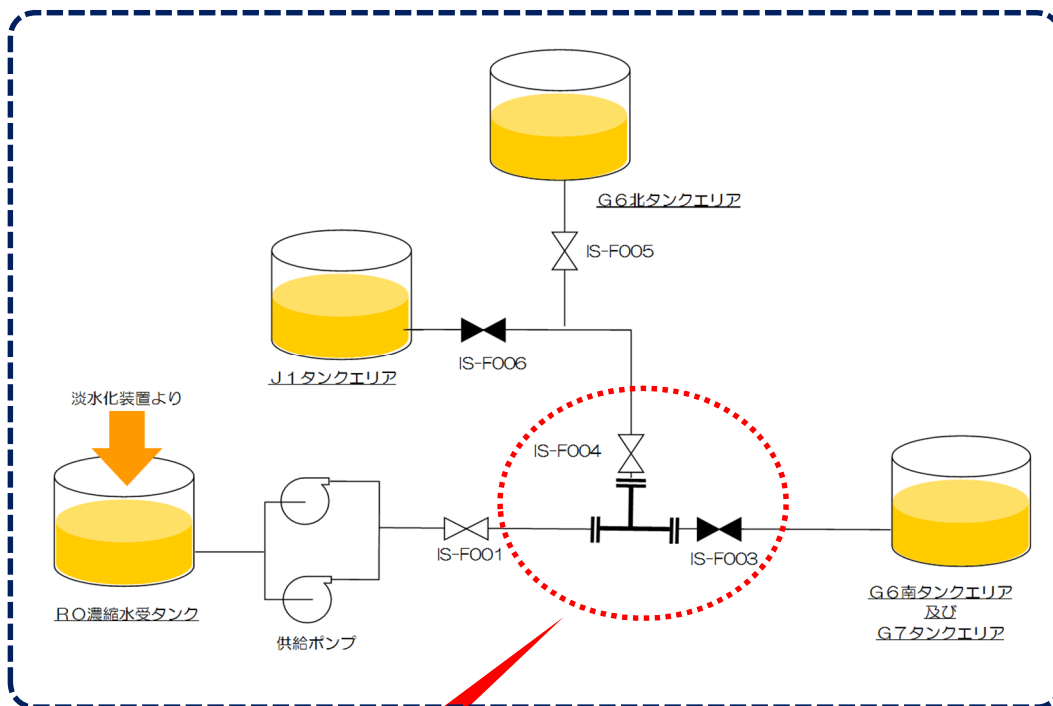 G6北タンクエリア
IS-F005
IS-F006
J1タンクエリア
淡水化装置より
IS-F004
IS-F001
IS-F003
RO濃縮水受タンク
供給ポンプ
G6南タンクエリア
及び
G7タンクエリア